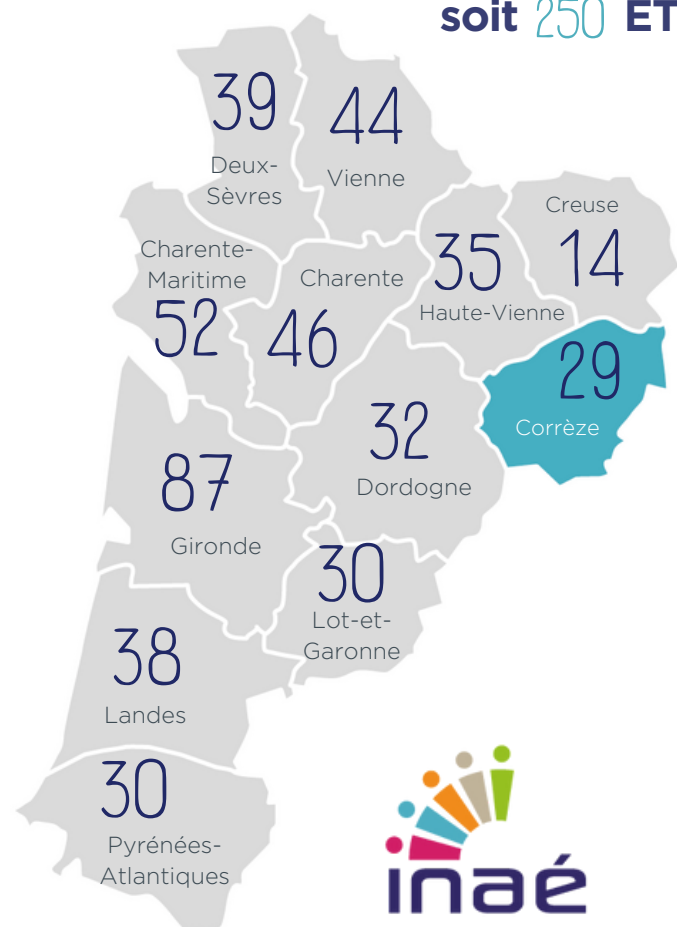 soit 250 ET
39
Deux-
Sèvres
44
Vienne
Creuse
14
Charente-
Maritime
52
Charente
46
35
Haute-Vienne
29
Corrèze
32
Dordogne
87
Gironde
30
Lot-et-
Garonne
38
Landes
30
Pyrénées-
Atlantiques
inaé